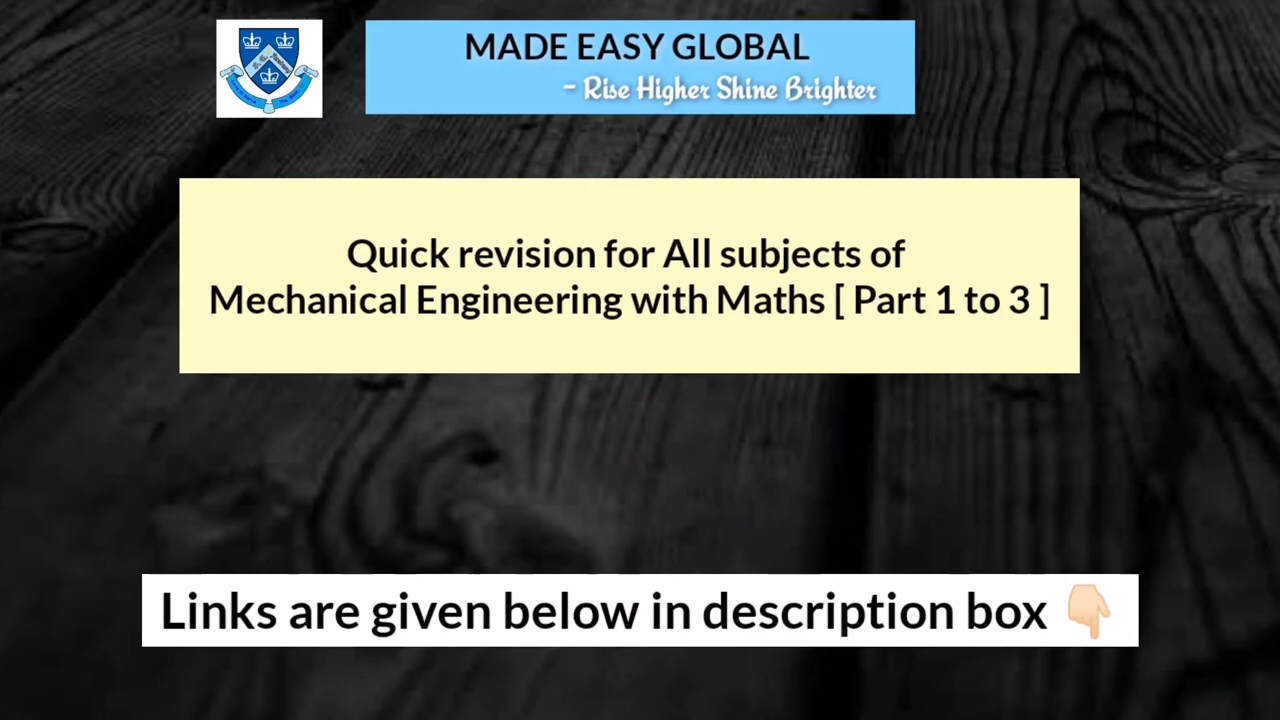 MADE EASY GLOBAL
- Rise Higher Shine Brighter
Quick revision for All subjects of
Mechanical Engineering with Maths [ Part 1 to 3 ]
Links are given below in description box 👇🏻